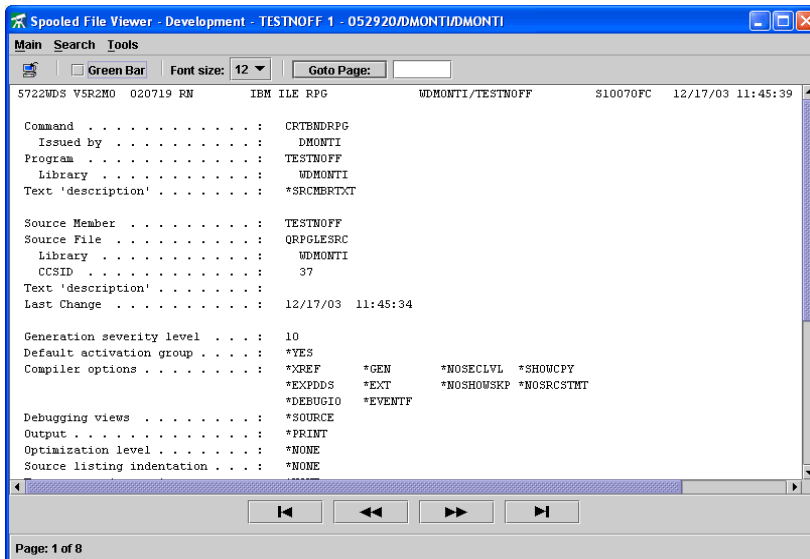 Spooled File Viewer - Development - TESTNOFF 1 - 052920/DMONTI/DMONTI
Main Search Tools
Green Bar Font size: 12 Goto Page:
5722WDS V5R2M0 020719 RN IBM ILE RPG WDMONTI/TESTNOFF S10070FC 12/17/03 11:45:39
Command . . . . . . . . . . . . . : CRTBNDRPG
Issued by . . . . . . . . . . . : DMONTI
Program . . . . . . . . . . . . . : TESTNOFF
Library . . . . . . . . . . . . : WDMONTI
Text 'description' . . . . . . . : *SRCMBRTXT
Source Member . . . . . . . . . . : TESTNOFF
Source File . . . . . . . . . . . : QRPGLESRC
Library . . . . . . . . . . . . : WDMONTI
CCSID . . . . . . . . . . . . . : 37
Text 'description' . . . . . . . :
Last Change . . . . . . . . . . . : 12/17/03 11:45:34
Generation severity level . . . : 10
Default activation group . . . . : *YES
Compiler options . . . . . . . . : *XREF *GEN *NOSECLVL *SHOWCPY
*EXPDDS *EXT *NOSHOWSKP *NOSRCSTMT
*DEBUGIO *EVENTF
Debugging views . . . . . . . . : *SOURCE
Output . . . . . . . . . . . . . : *PRINT
Optimization level . . . . . . . : *NONE
Source listing indentation . . . : *NONE
Page: 1 of 8